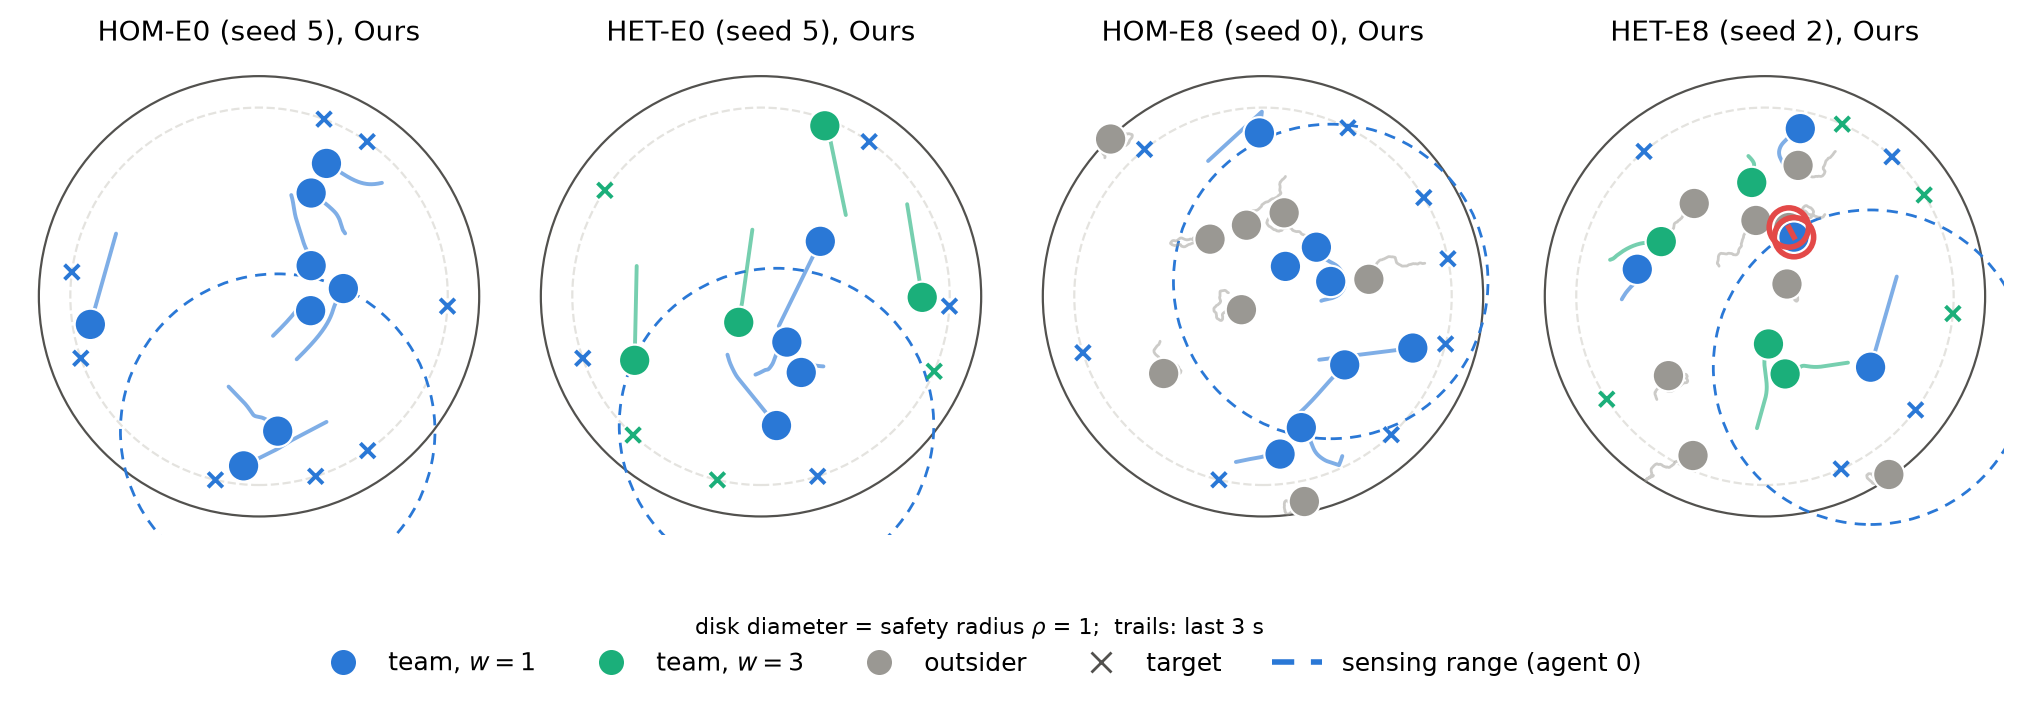 HOM-E0 (seed 5), Ours
HET-E0 (seed 5), Ours
HOM-E8 (seed 0), Ours
HET-E8 (seed 2), Ours
disk diameter = safety radius ρ = 1;  trails: last 3 s
team, w = 1
team, w = 3
outsider
target
sensing range (agent 0)